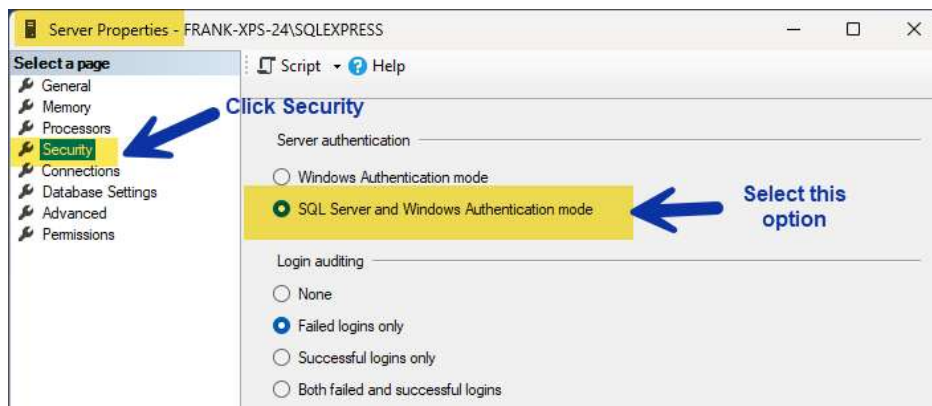 Server Properties - FRANK-XPS-24\SQLEXPRESS
Select a page
General
Memory
Processors
Security
Connections
Database Settings
Advanced
Permissions
Script
Help
Click Security
Server authentication
Windows Authentication mode
SQL Server and Windows Authentication mode
Select this
option
Login auditing
None
Failed logins only
Successful logins only
Both failed and successful logins